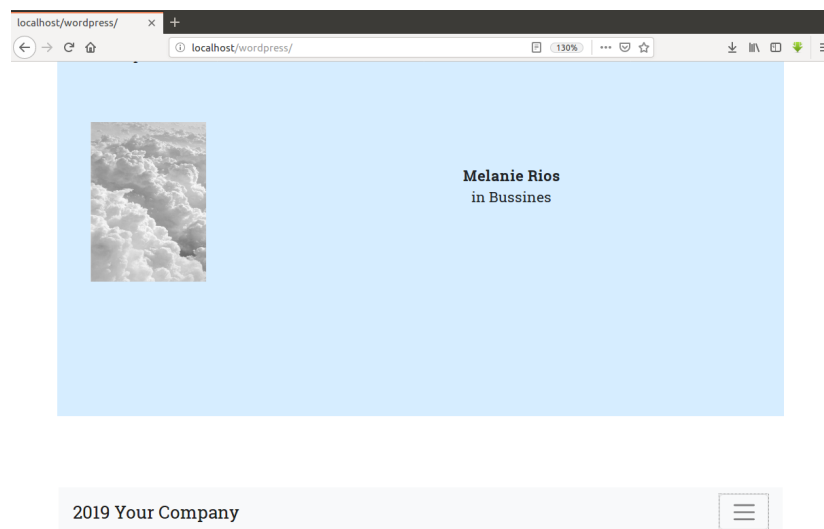 localhost/wordpress/
localhost/wordpress/
130%
Melanie Rios
in Bussines
2019 Your Company